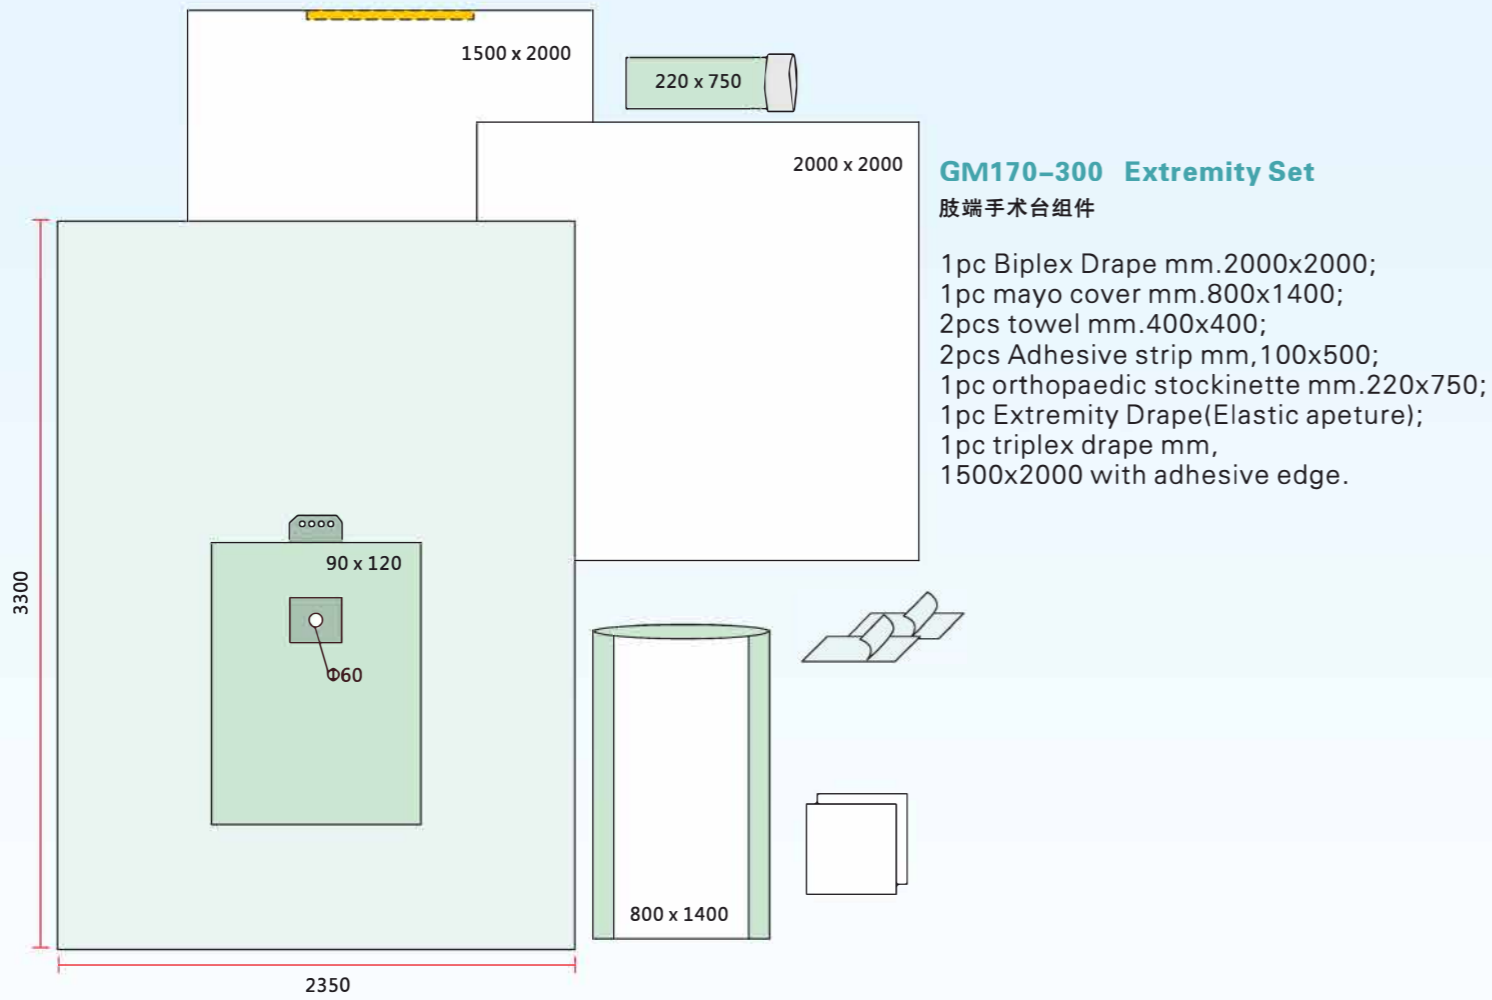 1500 x 2000
220 x 750
2000 x 2000
3300
90 x 120
Φ60
800 x 1400
2350
GM170–300 Extremity Set
肢端手术台组件
1pc Biplex Drape mm.2000x2000;
1pc mayo cover mm.800x1400;
2pcs towel mm.400x400;
2pcs Adhesive strip mm,100x500;
1pc orthopaedic stockinette mm.220x750;
1pc Extremity Drape(Elastic apeture);
1pc triplex drape mm,
1500x2000 with adhesive edge.